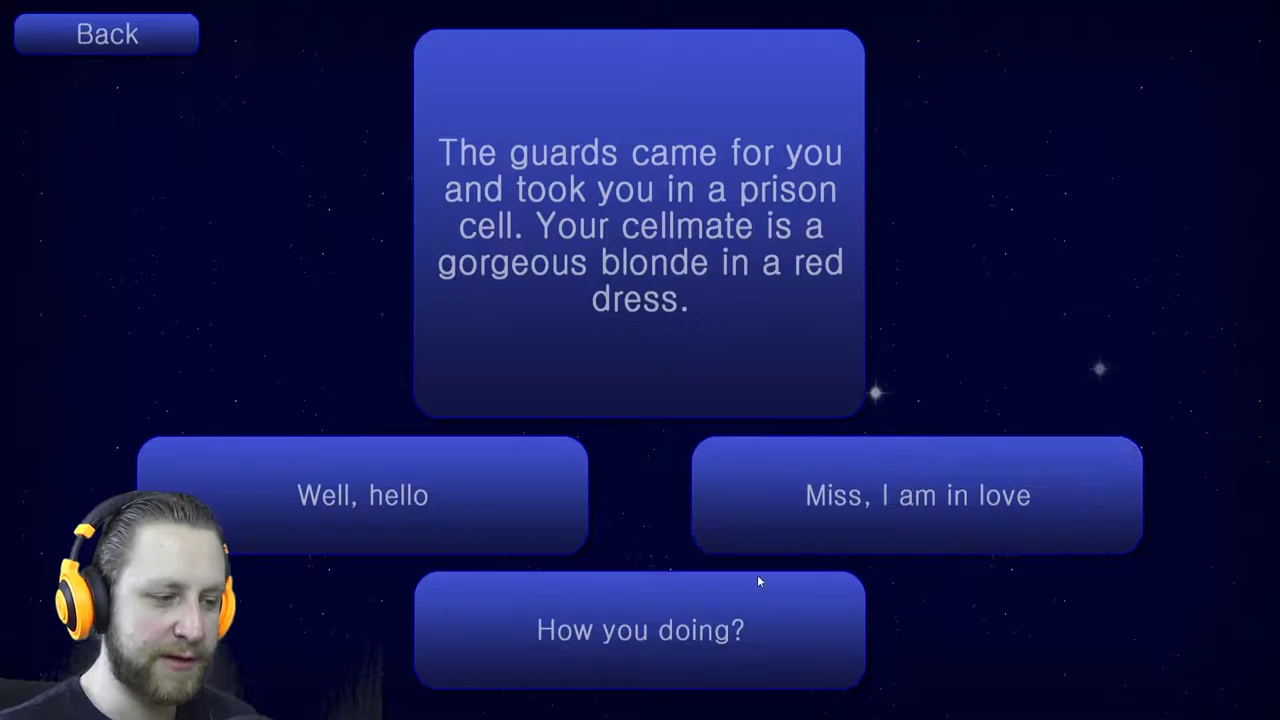 Back
The guards came for you
and took you in a prison
cell. Your cellmate is a
gorgeous blonde in a red
dress.
Well, hello
Miss, I am in love
How you doing?